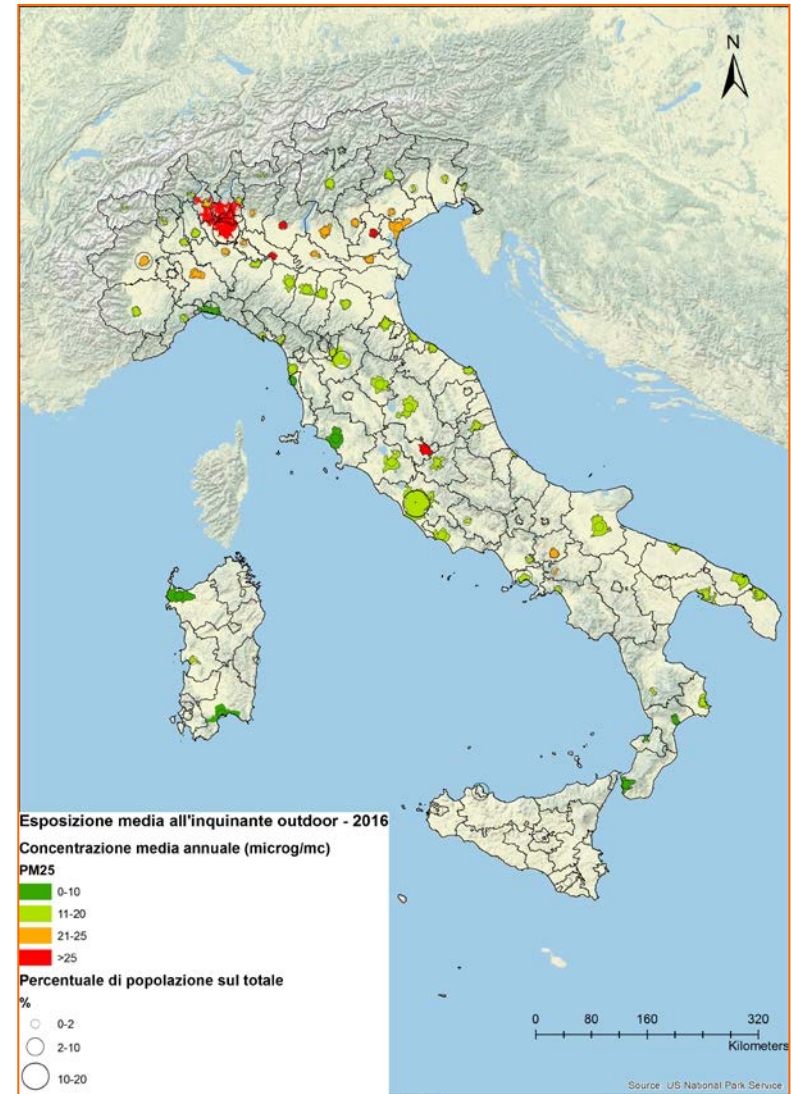 N
Esposizione media all'inquinante outdoor - 2016
Concentrazione media annuale (microg/mc)
PM25
0-10
11-20
21-25
>25
Percentuale di popolazione sul totale
%
0-2
2-10
10-20
0 80 160 320
Kilometers
Source: US National Park Service